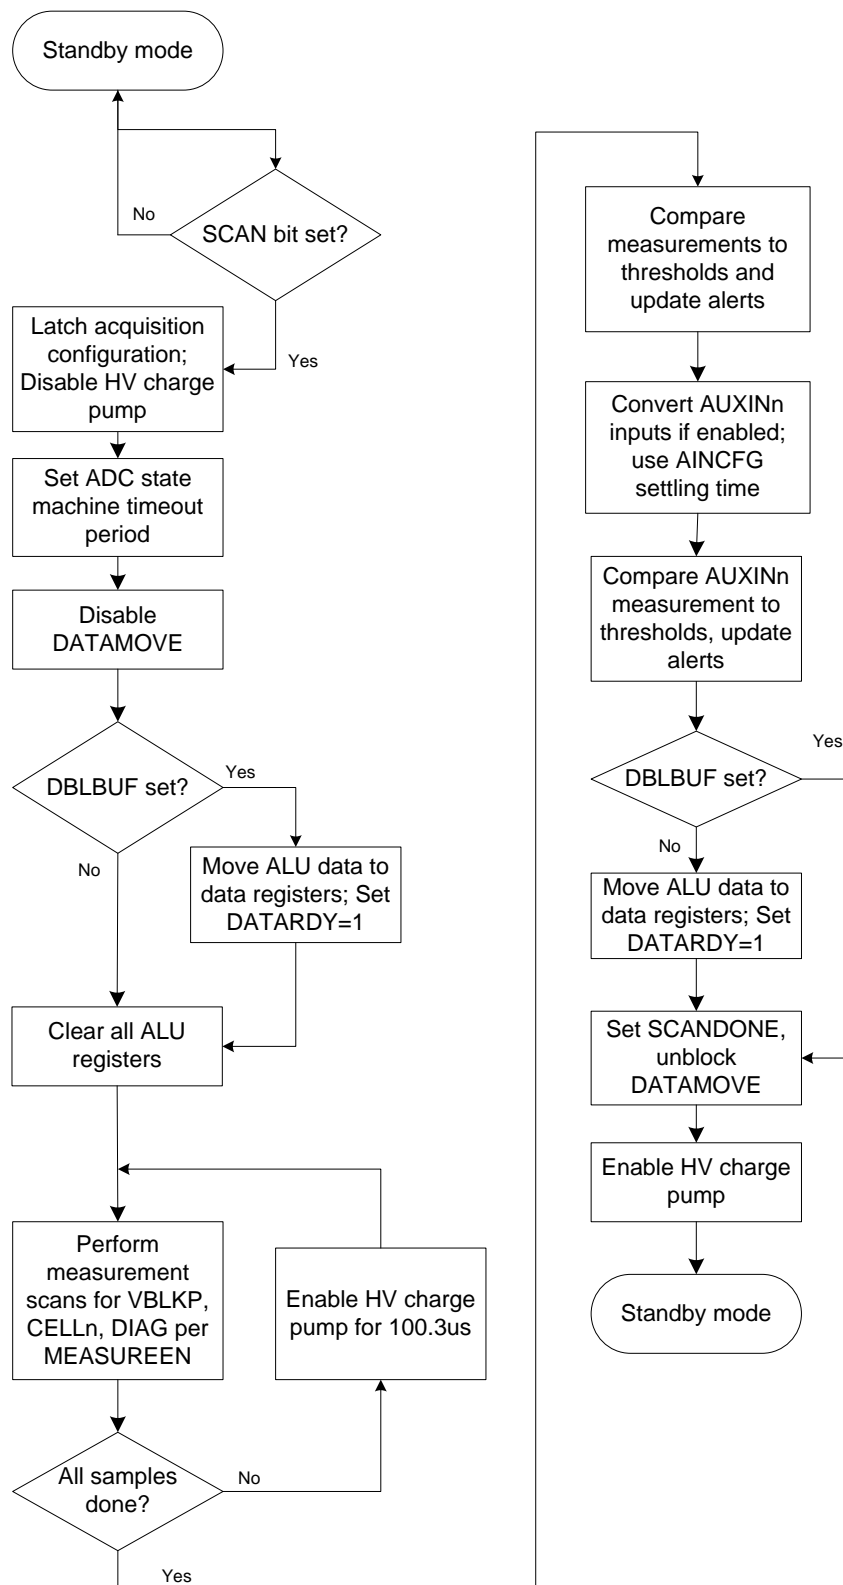 Standby mode
No
SCAN bit set?
Yes
Latch acquisition
configuration;
Disable HV charge
pump
Set ADC state
machine timeout
period
Disable
DATAMOVE
DBLBUF set?
Yes
No
Move ALU data to
data registers; Set
DATARDY=1
Clear all ALU
registers
Perform
measurement
scans for VBLKP,
CELLn, DIAG per
MEASUREEN
Enable HV charge
pump for 100.3us
All samples
done?
No
Yes
Compare
measurements to
thresholds and
update alerts
Convert AUXINn
inputs if enabled;
use AINCFG
settling time
Compare AUXINn
measurement to
thresholds, update
alerts
DBLBUF set?
Yes
No
Move ALU data to
data registers; Set
DATARDY=1
Set SCANDONE,
unblock
DATAMOVE
Enable HV charge
pump
Standby mode